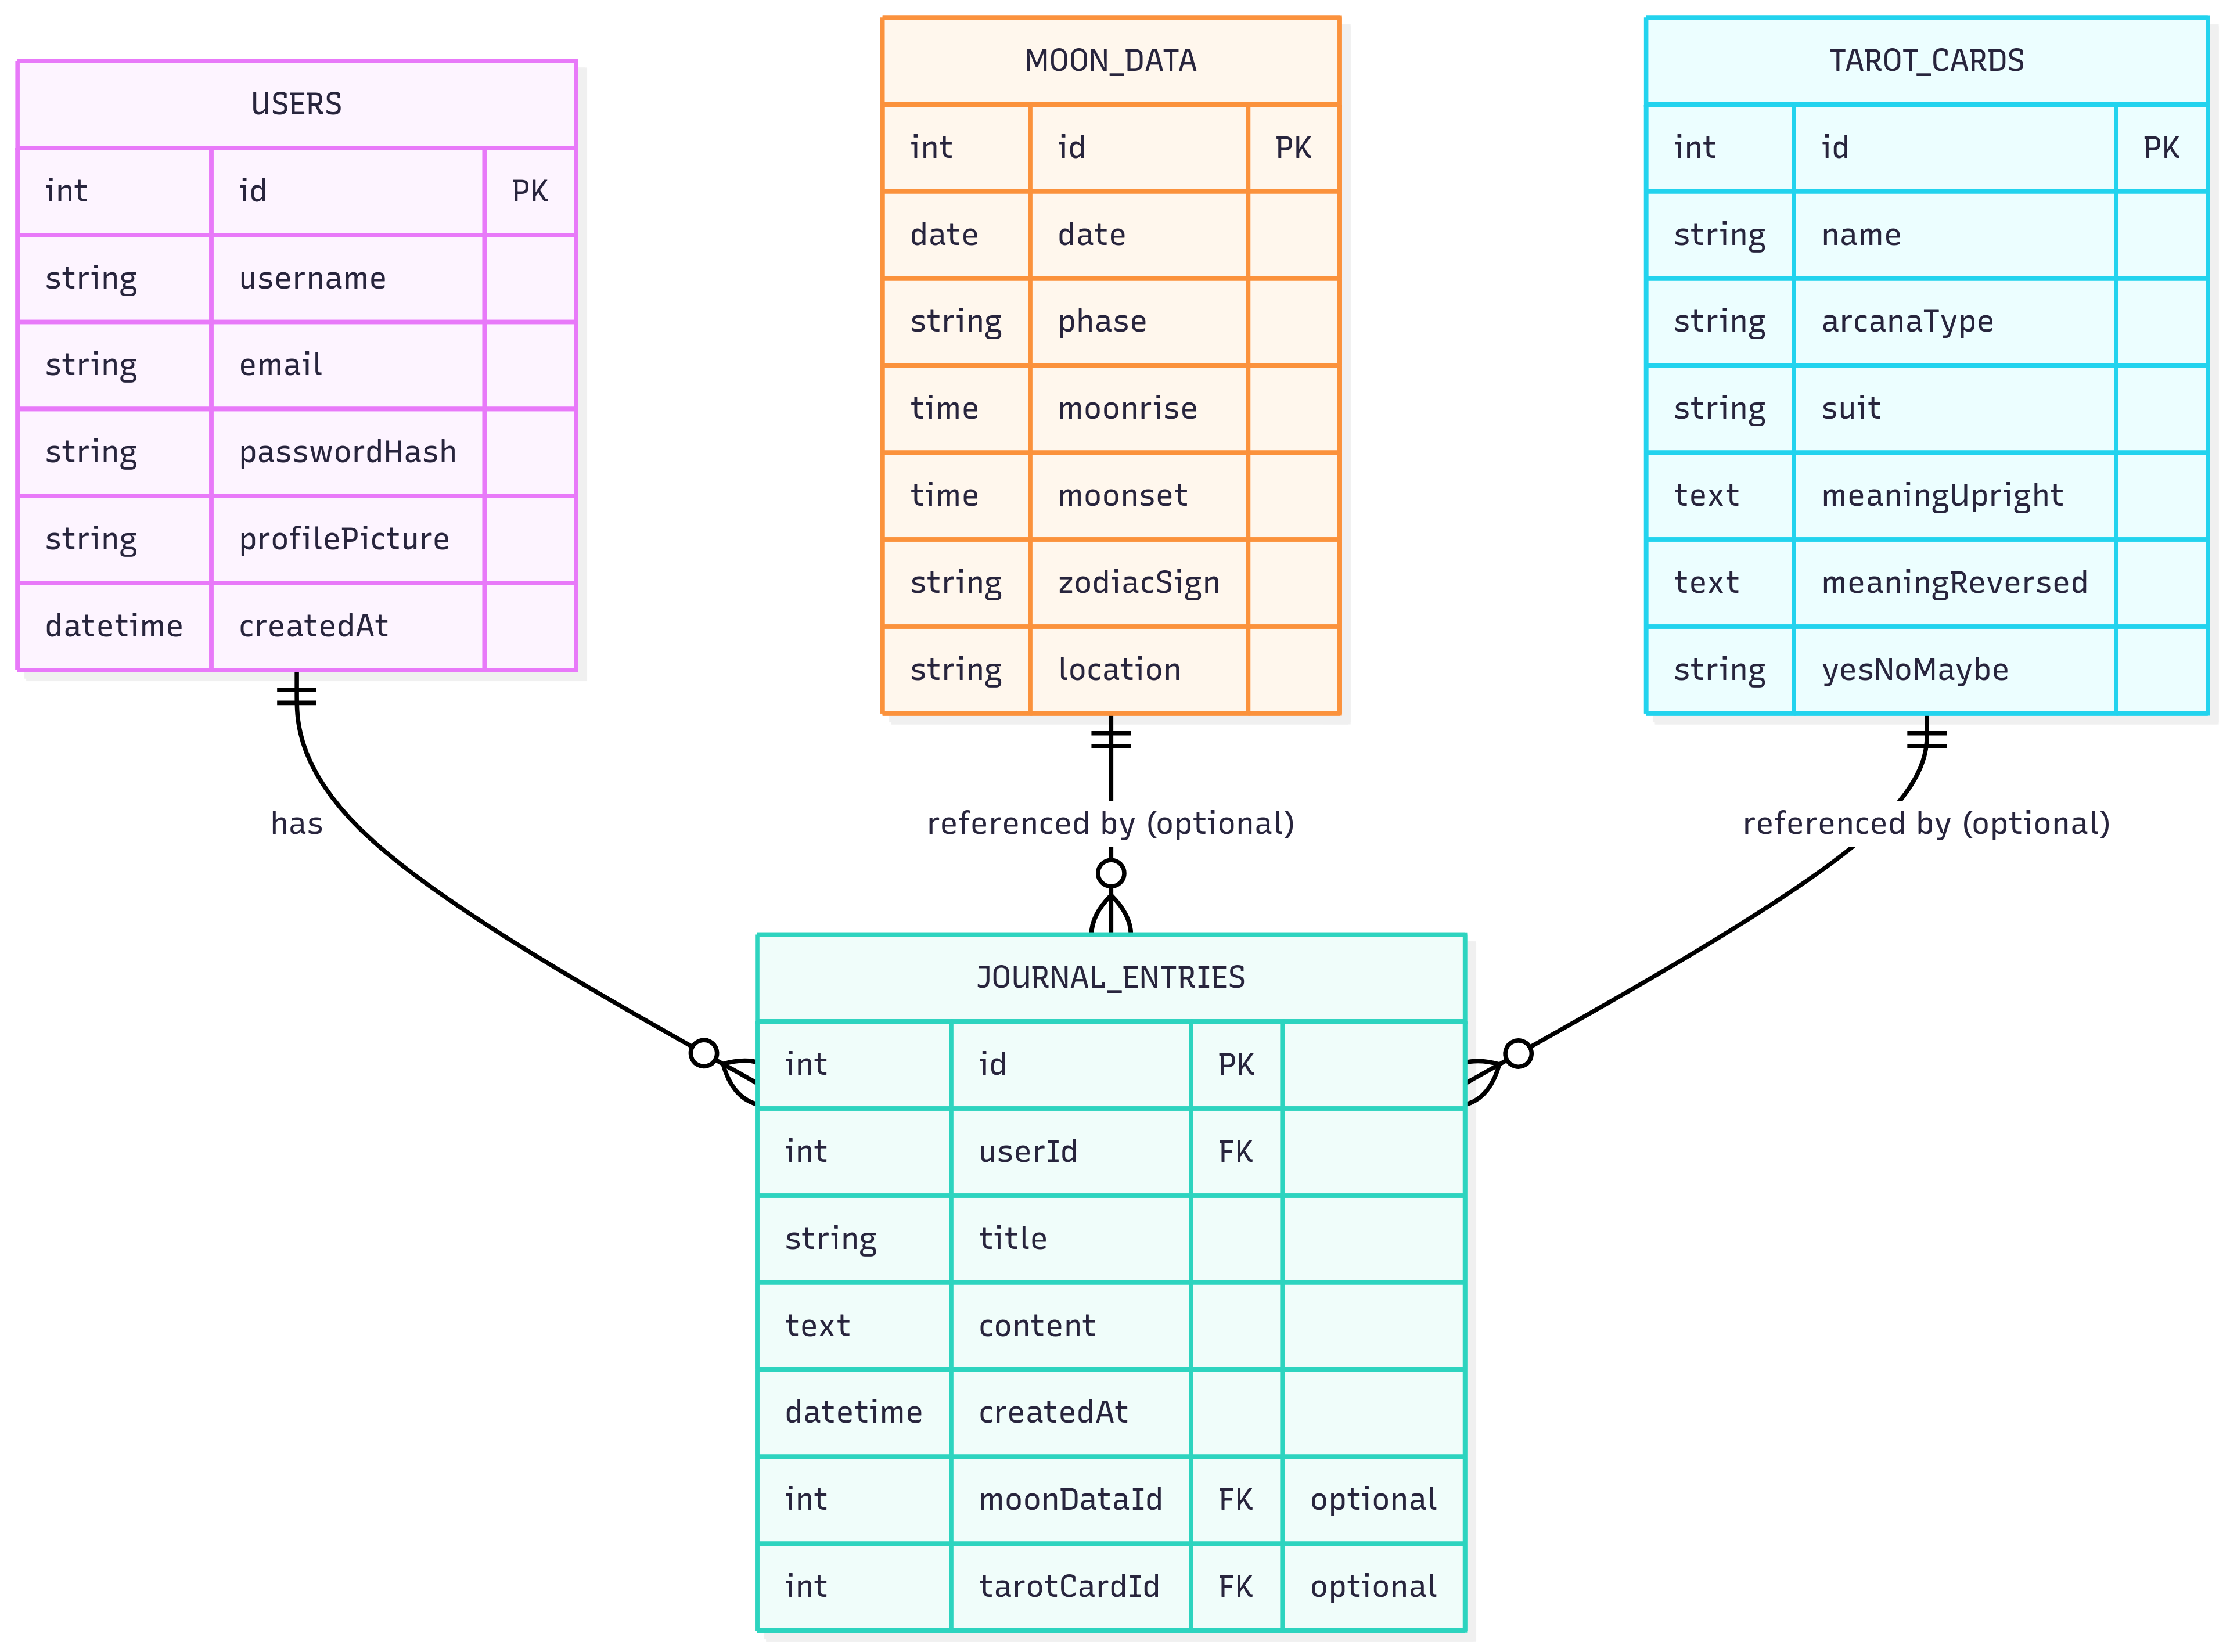 USERS
int id PK
string username
string email
string passwordHash
string profilePicture
datetime createdAt
MOON_DATA
int id PK
date date
string phase
time moonrise
time moonset
string zodiacSign
string location
TAROT_CARDS
int id PK
string name
string arcanaType
string suit
text meaningUpright
text meaningReversed
string yesNoMaybe
has
referenced by (optional)
referenced by (optional)
JOURNAL_ENTRIES
int id PK
int userId FK
string title
text content
datetime createdAt
int moonDataId FK optional
int tarotCardId FK optional